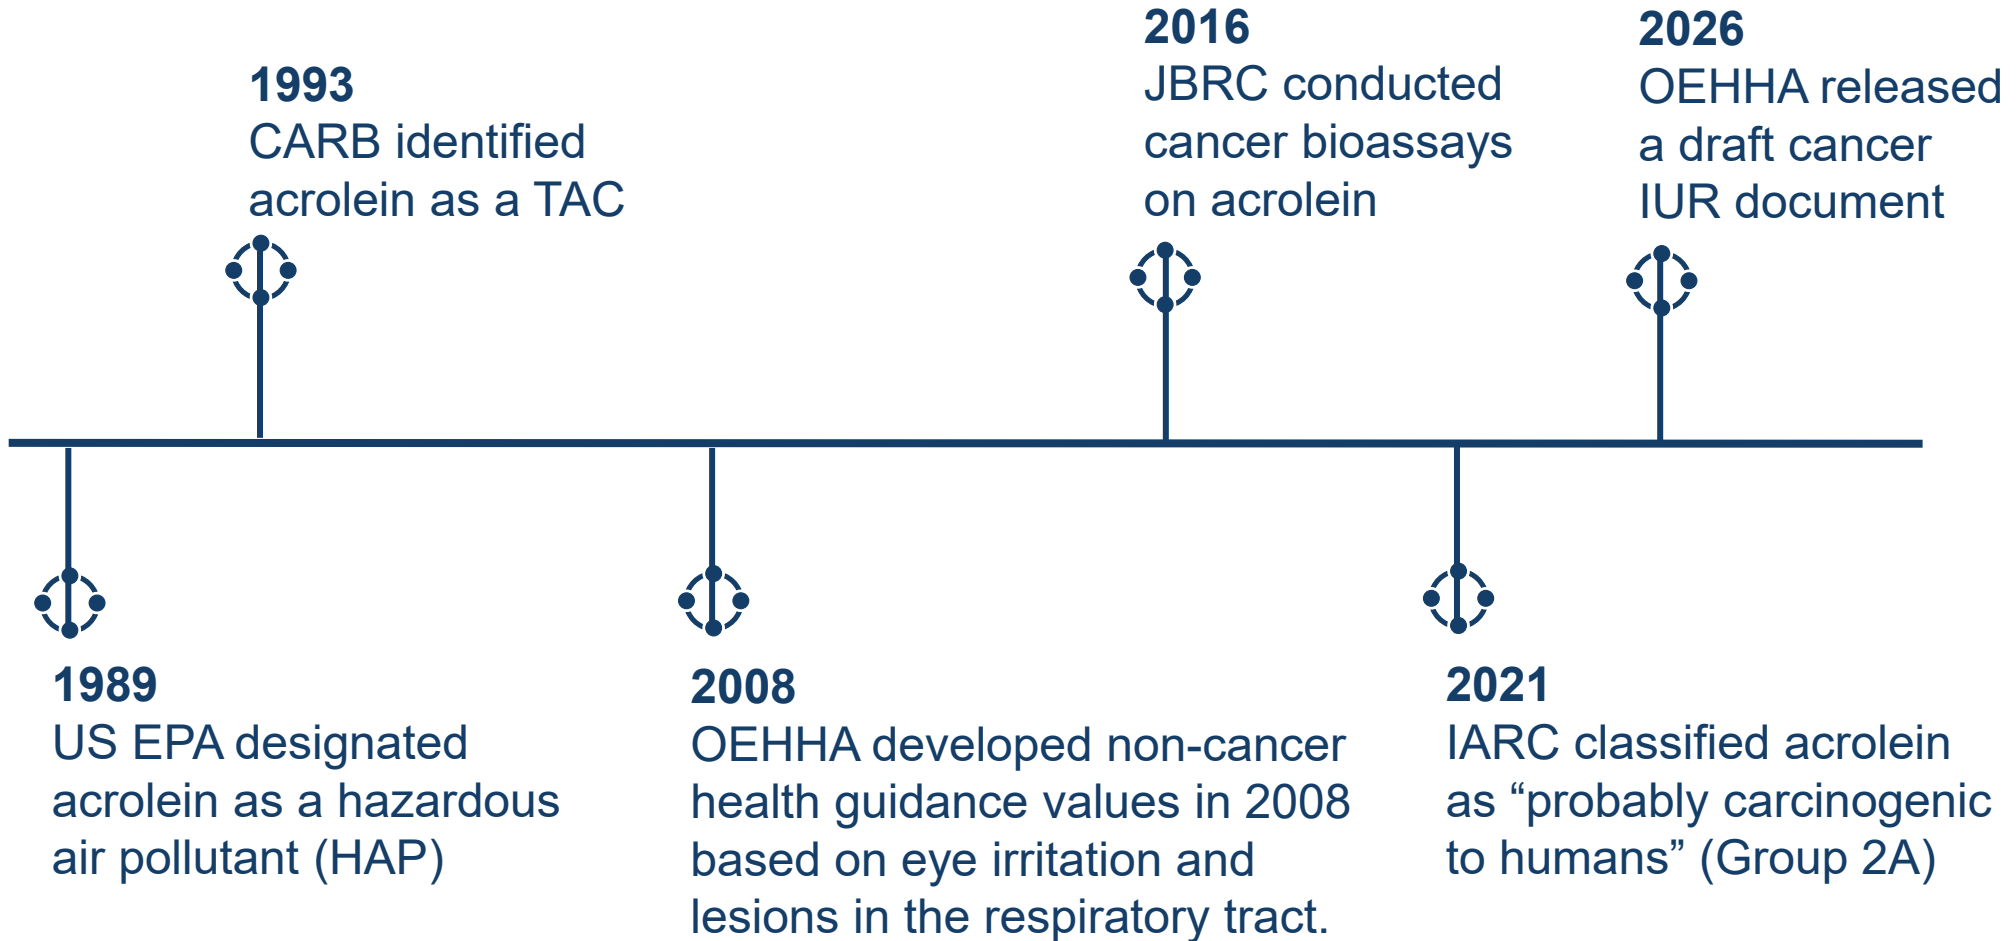 1993
CARB identified
acrolein as a TAC
2016
JBRC conducted
cancer bioassays
on acrolein
2026
OEHHA released
a draft cancer
IUR document
1989
US EPA designated
acrolein as a hazardous
air pollutant (HAP)
2008
OEHHA developed non-cancer
health guidance values in 2008
based on eye irritation and
lesions in the respiratory tract.
2021
IARC classified acrolein
as “probably carcinogenic
to humans” (Group 2A)